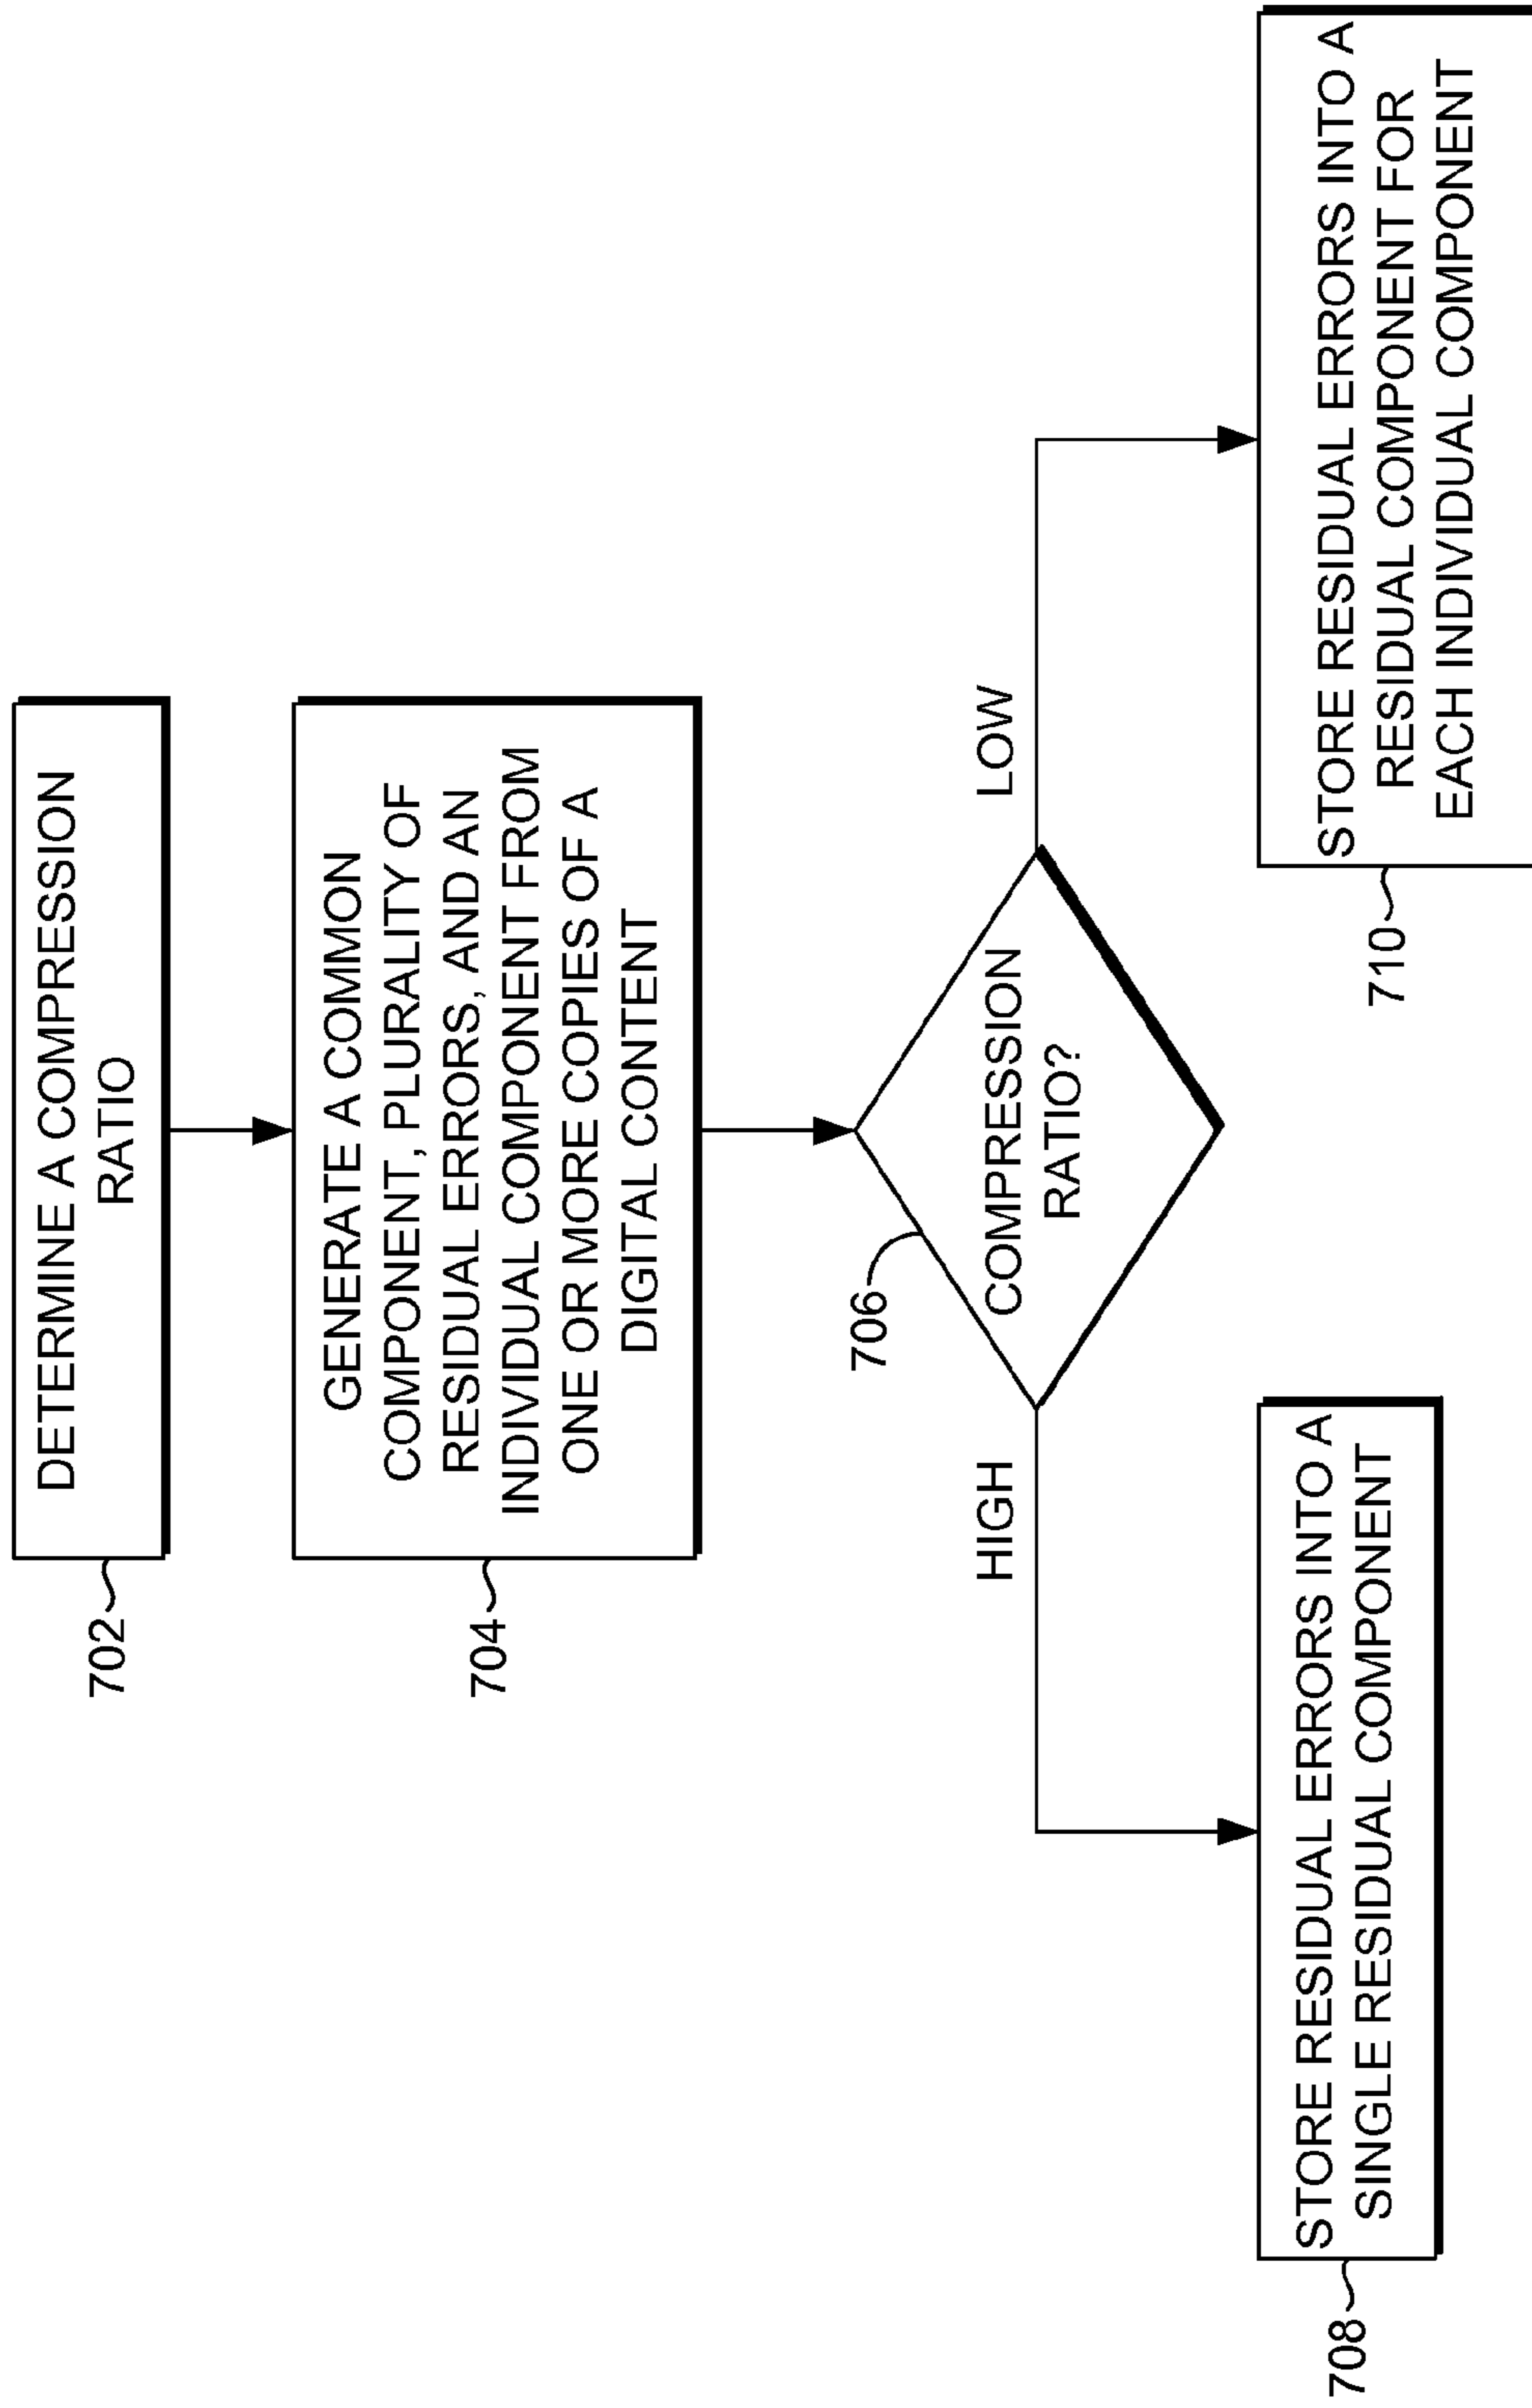 DETERMINE A COMPRESSION
RATIO
702
GENERATE A COMMON
COMPONENT, PLURALITY OF
RESIDUAL ERRORS, AND AN
INDIVIDUAL COMPONENT FROM
ONE OR MORE COPIES OF A
DIGITAL CONTENT
704
706
COMPRESSION
RATIO?
HIGH
LOW
STORE RESIDUAL ERRORS INTO A
SINGLE RESIDUAL COMPONENT
708
STORE RESIDUAL ERRORS INTO A
RESIDUAL COMPONENT FOR
EACH INDIVIDUAL COMPONENT
710